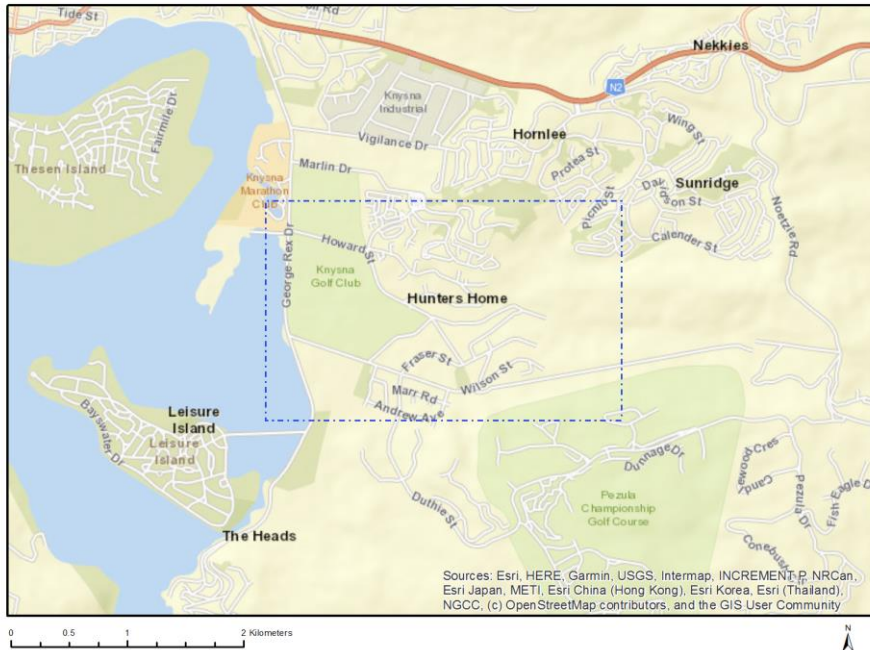 Tide St
Rd
Nekkies
N2
Fairmile Dr
Knysna
Industrial
Hornlee
Wing St
Vigilance Dr
Protea St
Thesen Island
Marlin Dr
Knysna
Marathon
Club
Sunridge
Davidson St
Picnic St
Noetzie Rd
Calender St
Howard St
George Rex Dr
Knysna
Golf Club
Hunters Home
Fraser St
Wilson St
Marr Rd
Andrew Ave
Leisure
Island
Leisure
Island
Bayswater Dr
Dunnage Dr
Duthie St
Pezula
Championship
Golf Course
Pezula Dr
Fish Eagle Dr
The Heads
Sources: Esri, HERE, Garmin, USGS, Intermap, INCREMENT P, NRCan,
Esri Japan, METI, Esri China (Hong Kong), Esri Korea, Esri (Thailand),
NGCC, (c) OpenStreetMap contributors, and the GIS User Community
0 0.5 1 2 Kilometers
N